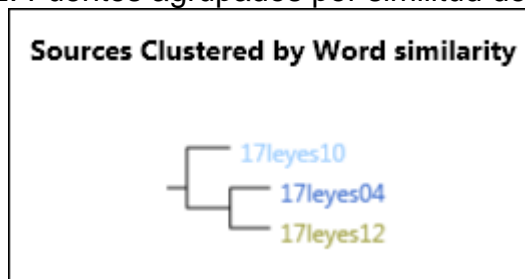 Fuentes agrupados por similitud de
Sources Clustered by Word similarity
17leyes10
17leyes04
17leyes12